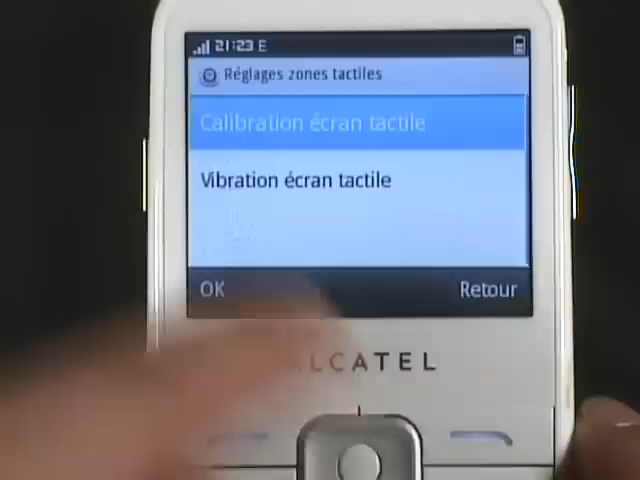 21:23 E
Réglages zones tactiles
Calibration écran tactile
Vibration écran tactile
OK Retour
ALCATEL